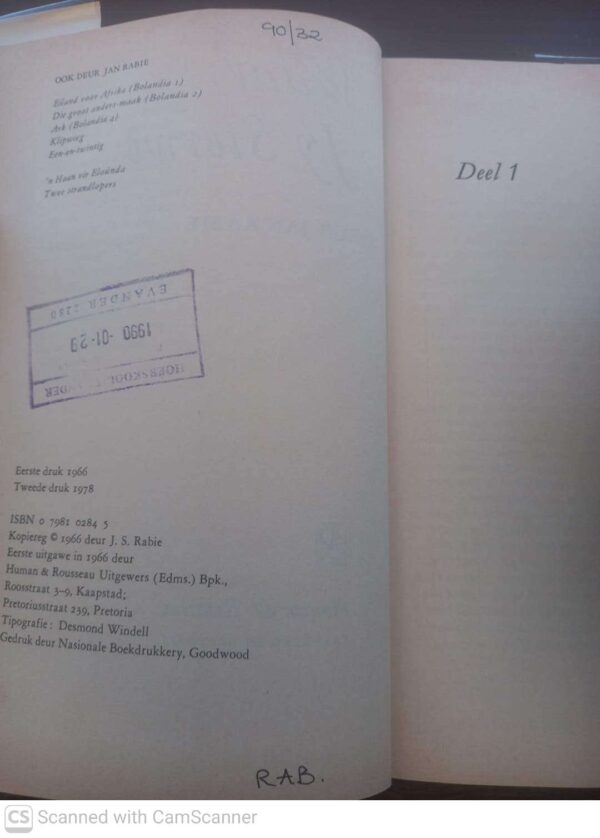 90/32
OOK DEUR JAN RABIE
Eiland voor Afrika (Bolandia 1)
Die groot anders-maak (Bolandia 2)
Ark (Bolandia 4)
Klipwerf
Een-en-twintig
'n Haan vir Eloúnda
Twee strandlopers
Deel 1
EVANDER 2280
1990 -01- 29
HOËRSKOOL
Eerste druk 1966
Tweede druk 1978
ISBN 0 7981 0284 5
Kopiereg © 1966 deur J. S. Rabie
Eerste uitgawe in 1966 deur
Human & Rousseau Uitgewers (Edms.) Bpk.,
Roosstraat 3–9, Kaapstad;
Pretoriusstraat 239, Pretoria
Tipografie: Desmond Windell
Gedruk deur Nasionale Boekdrukkery, Goodwood
RAB.
CS Scanned with CamScanner